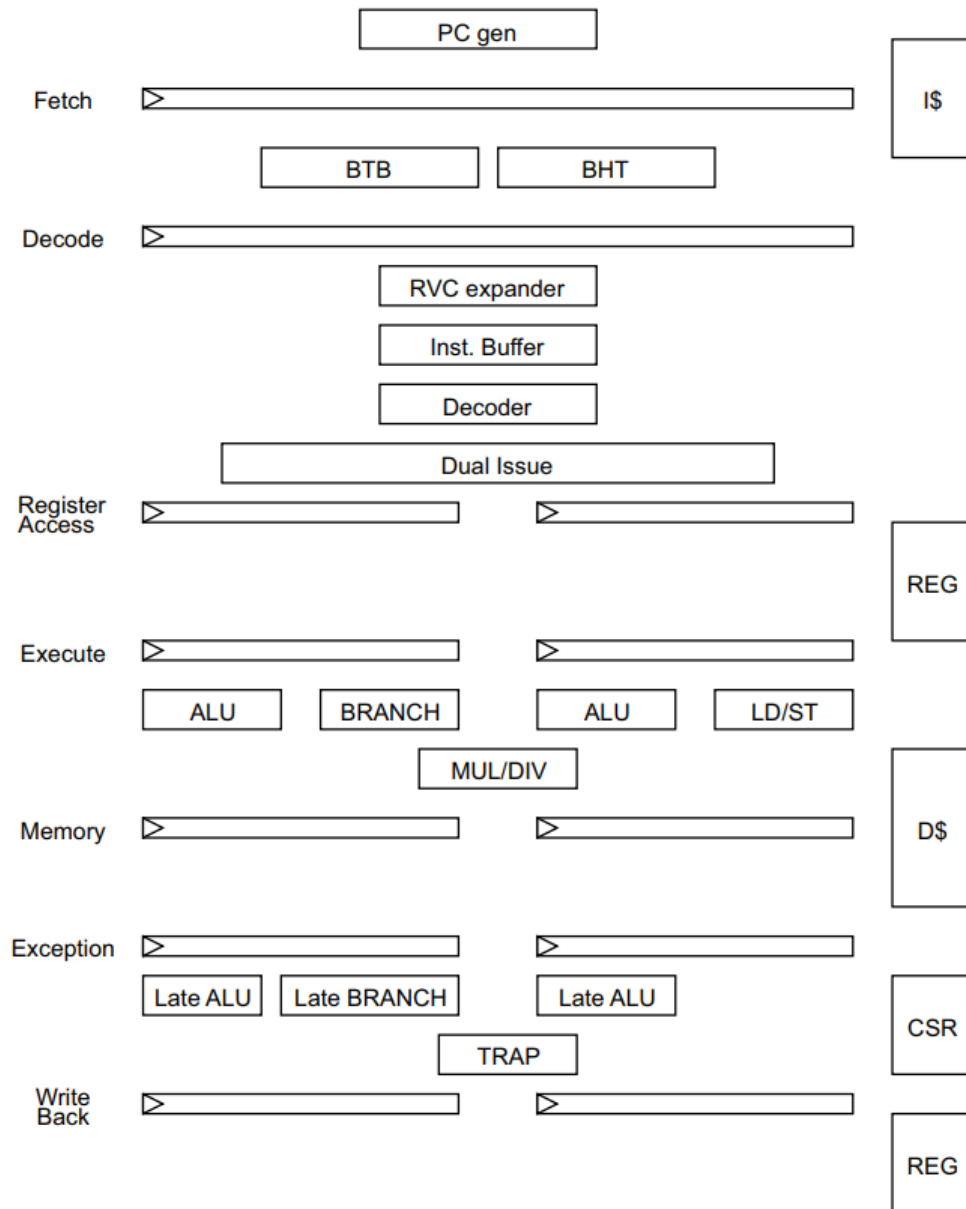 PC gen
Fetch
I$
BTB
BHT
Decode
RVC expander
Inst. Buffer
Decoder
Dual Issue
Register
Access
REG
Execute
ALU
BRANCH
ALU
LD/ST
MUL/DIV
Memory
D$
Exception
Late ALU
Late BRANCH
Late ALU
CSR
TRAP
Write
Back
REG